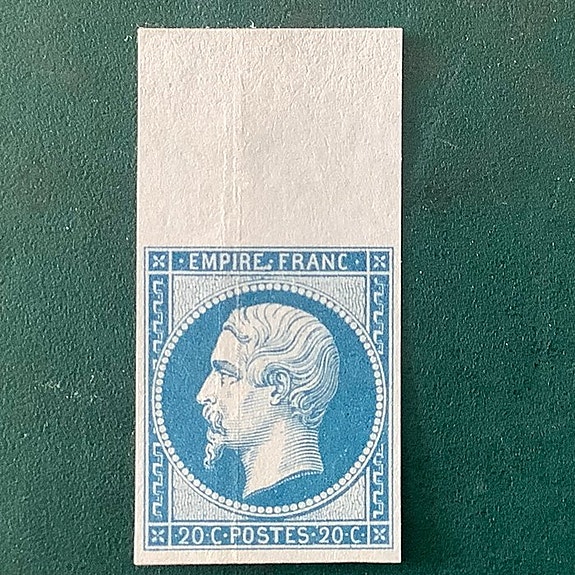 · EMPIRE · FRANC ·
· 20 · C · POSTES · 20 · C ·